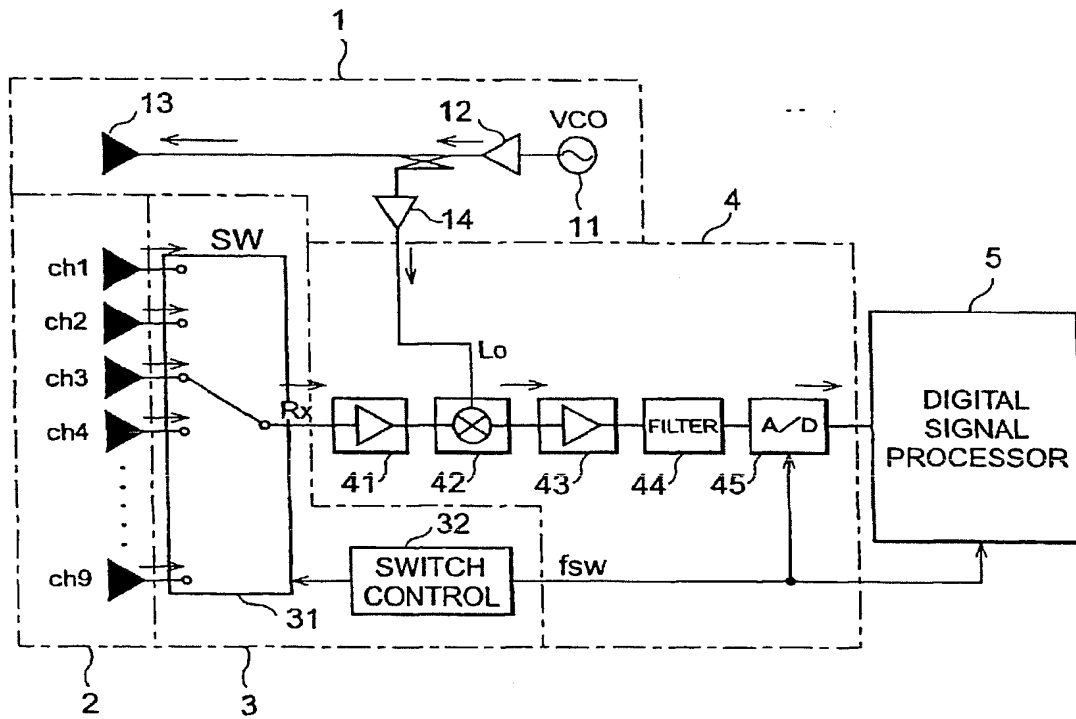 1
13
12
VCO
14
11
4
SW
5
ch1
ch2
ch3
ch4
ch9
Lo
Rx
FILTER
A/D
DIGITAL
SIGNAL
PROCESSOR
41
42
43
44
45
32
SWITCH
CONTROL
fsw
31
2
3